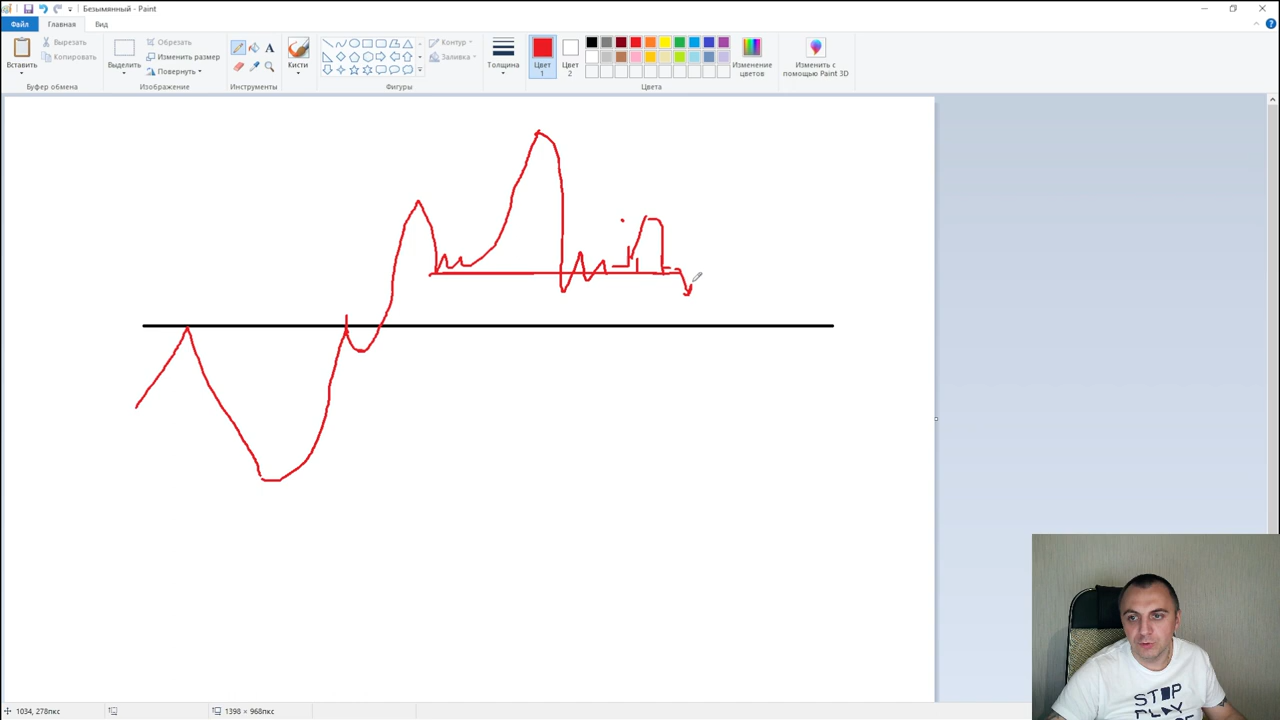 Безымянный - Paint
Файл Главная Вид
Вставить
Вырезать
Копировать
Буфер обмена
Выделить
Обрезать
Изменить размер
Повернуть
Изображение
A
Инструменты
Кисти
Контур
Заливка
Фигуры
Толщина
Цвет 1
Цвет 2
Цвета
Изменение цветов
Изменить с помощью Paint 3D
STOP
PLAY
1034, 278пкс
1398 × 968пкс